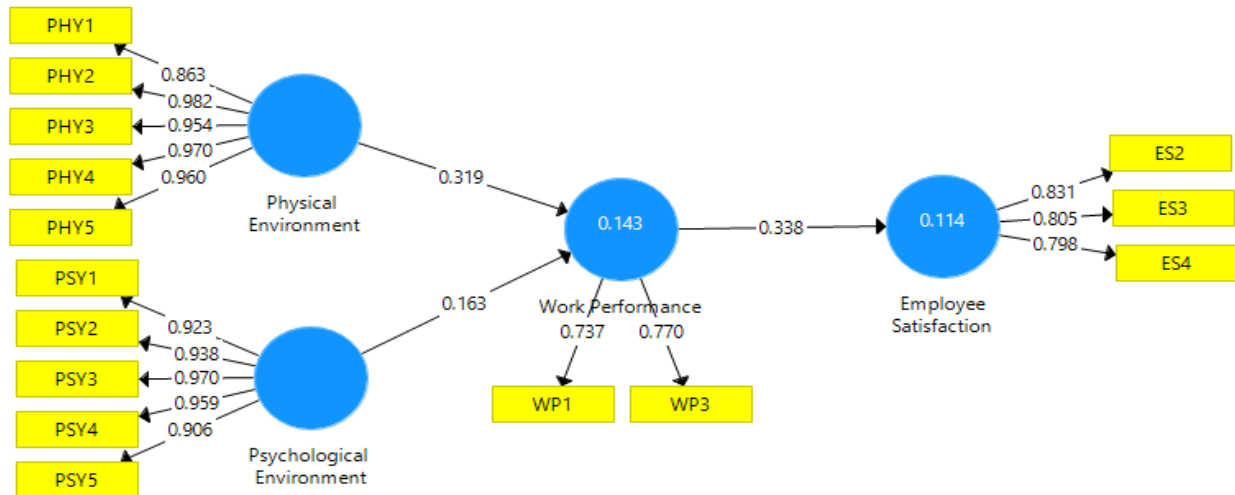 PHY1
PHY2
PHY3
PHY4
PHY5
0.863
0.982
0.954
0.970
0.960
Physical
Environment
0.319
PSY1
PSY2
PSY3
PSY4
PSY5
0.923
0.938
0.970
0.959
0.906
Psychological
Environment
0.163
0.143
Work Performance
0.737
0.770
WP1
WP3
0.338
0.114
Employee
Satisfaction
0.831
0.805
0.798
ES2
ES3
ES4